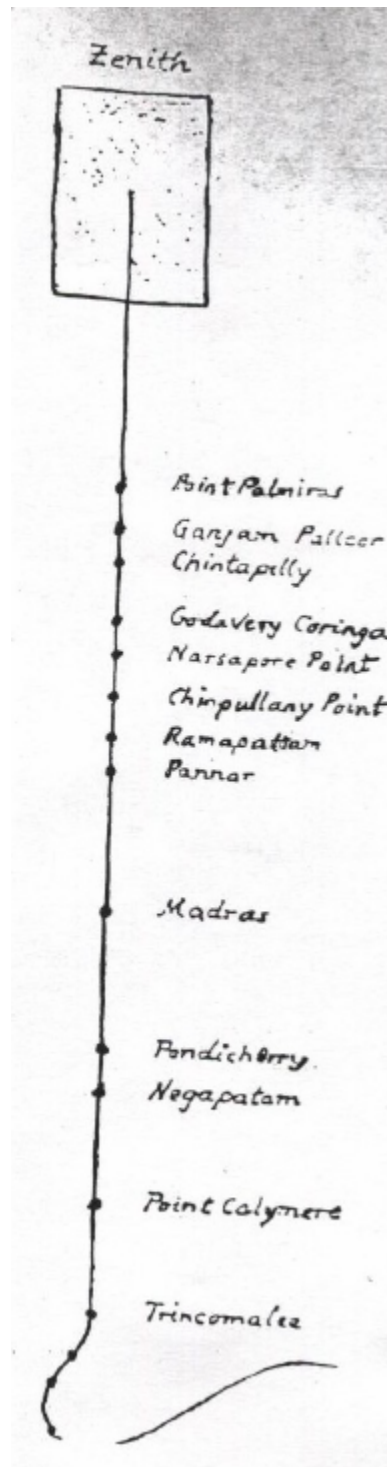 Zenith
Point Palmiras
Ganjam Palleer
Chintapilly
Godavery Coringa
Narsapore Point
Chinpullany Point
Ramapattam
Pannar
Madras
Pondicherry
Negapatam
Point Calymere
Trincomalee